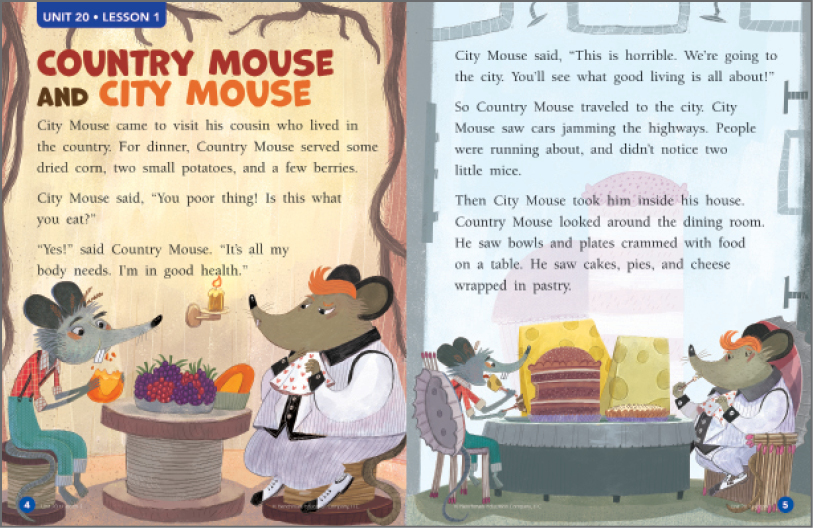 UNIT 20 • LESSON 1
COUNTRY MOUSE
AND CITY MOUSE
City Mouse came to visit his cousin who lived in
the country. For dinner, Country Mouse served some
dried corn, two small potatoes, and a few berries.
City Mouse said, “You poor thing! Is this what
you eat?”
“Yes!” said Country Mouse. “It’s all my
body needs. I’m in good health.”
4
City Mouse said, “This is horrible. We’re going to
the city. You’ll see what good living is all about!”
So Country Mouse traveled to the city. City
Mouse saw cars jamming the highways. People
were running about, and didn’t notice two
little mice.
Then City Mouse took him inside his house.
Country Mouse looked around the dining room.
He saw bowls and plates crammed with food
on a table. He saw cakes, pies, and cheese
wrapped in pastry.
5